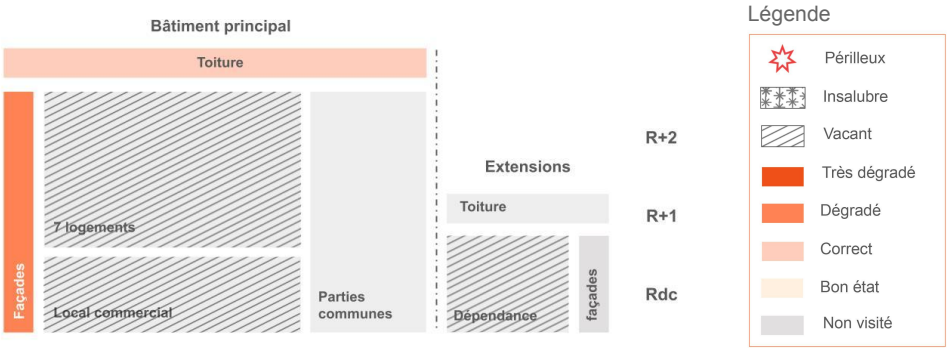 Bâtiment principal
Toiture
Façades
7 logements
Local commercial
Parties
communes
Extensions
Toiture
Dépendance
façades
R+2
R+1
Rdc
Légende
Périlleux
Insalubre
Vacant
Très dégradé
Dégradé
Correct
Bon état
Non visité